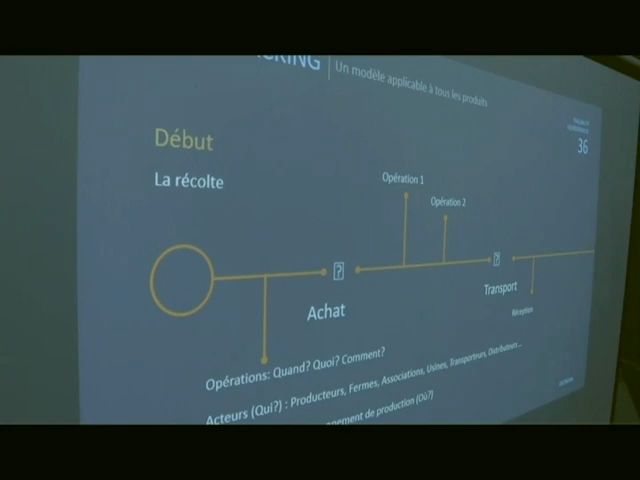 Un modèle applicable à tous les produits
36
Début
La récolte
Opération 1
Opération 2
Achat
Transport
Réception
Opérations: Quand? Quoi? Comment?
Acteurs (Qui?) : Producteurs, Fermes, Associations, Usines, Transporteurs, Distributeurs ...
de production (Où?)